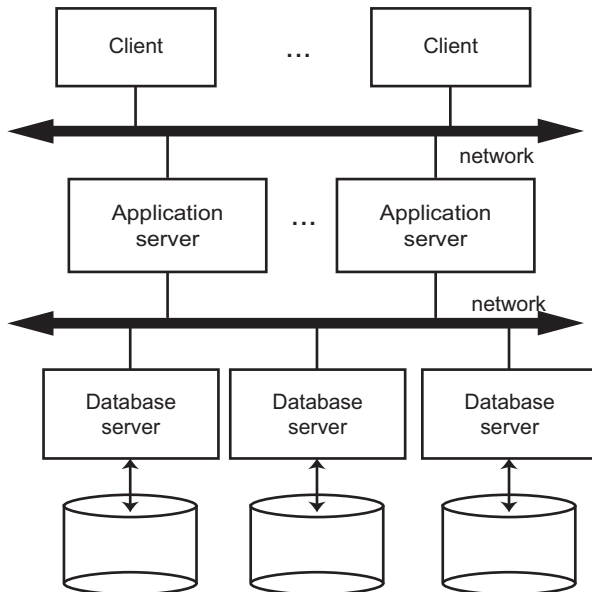 Client ... Client
network
Application ... Application
server server
network
Database Database Database
server server server